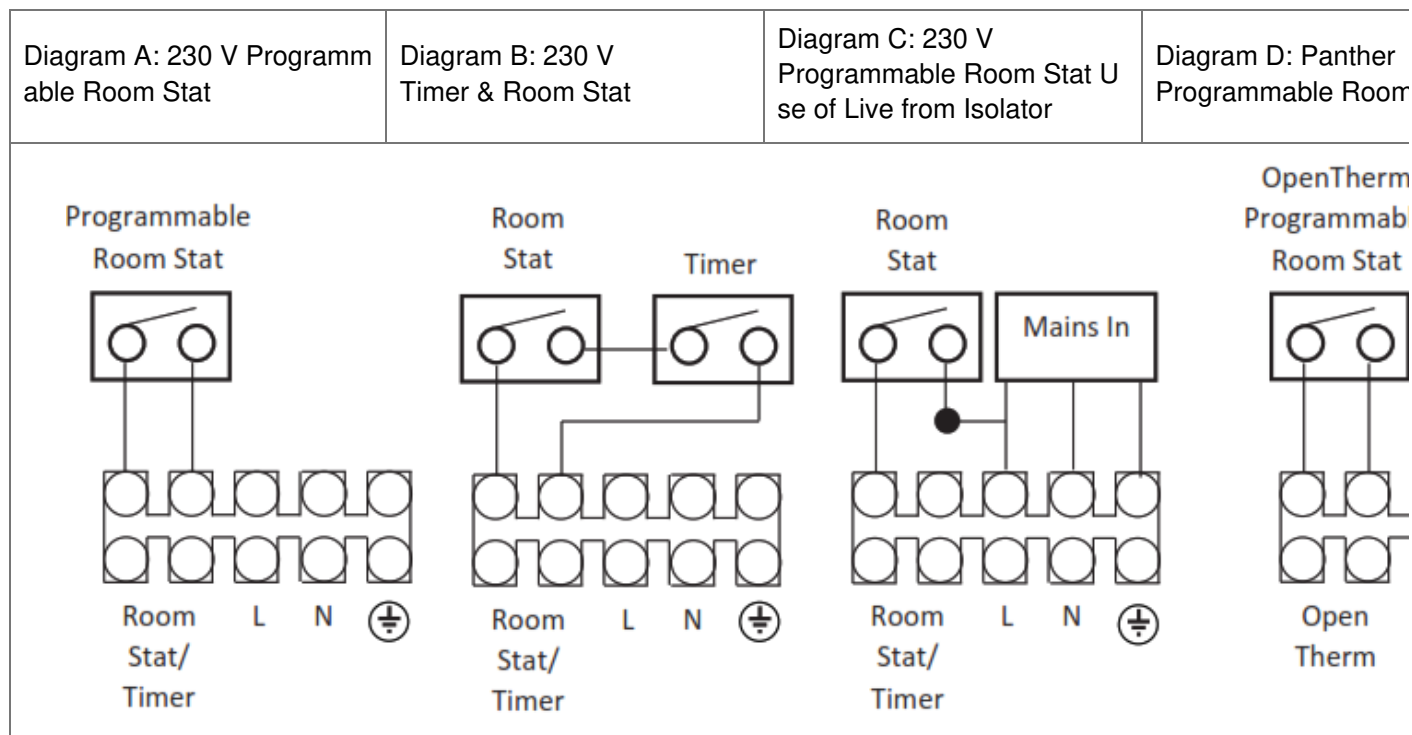 Diagram A: 230 V Programm
able Room Stat
Diagram B: 230 V
Timer & Room Stat
Diagram C: 230 V
Programmable Room Stat U
se of Live from Isolator
Diagram D: Panther
Programmable Room
Programmable
Room Stat
Room
Stat
Timer
Room
Stat
Mains In
OpenTherm
Programmabl
Room Stat
Room
Stat/
Timer
L
N
Room
Stat/
Timer
L
N
Room
Stat/
Timer
L
N
Open
Therm